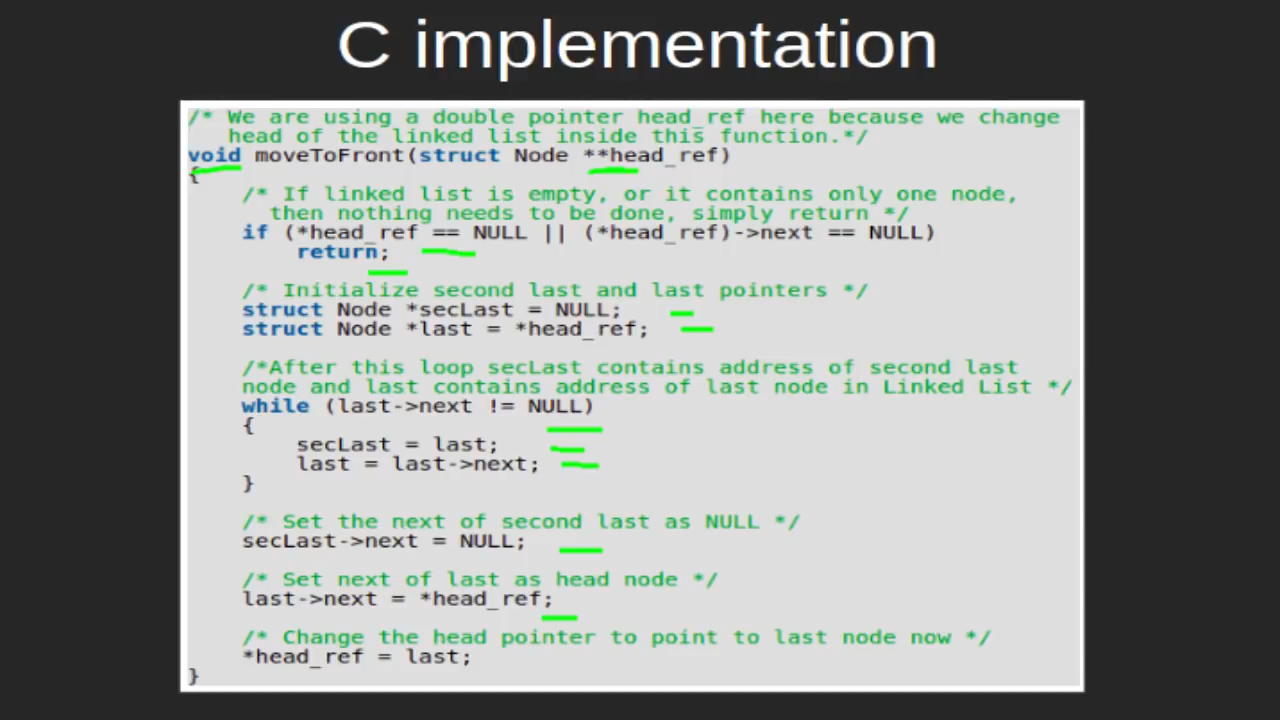 C implementation
/* We are using a double pointer head_ref here because we change
head of the linked list inside this function.*/
void moveToFront(struct Node **head_ref)
{
/* If linked list is empty, or it contains only one node,
then nothing needs to be done, simply return */
if (*head_ref == NULL || (*head_ref)->next == NULL)
return;
/* Initialize second last and last pointers */
struct Node *secLast = NULL;
struct Node *last = *head_ref;
/*After this loop secLast contains address of second last
node and last contains address of last node in Linked List */
while (last->next != NULL)
{
secLast = last;
last = last->next;
}
/* Set the next of second last as NULL */
secLast->next = NULL;
/* Set next of last as head node */
last->next = *head_ref;
/* Change the head pointer to point to last node now */
*head_ref = last;
}